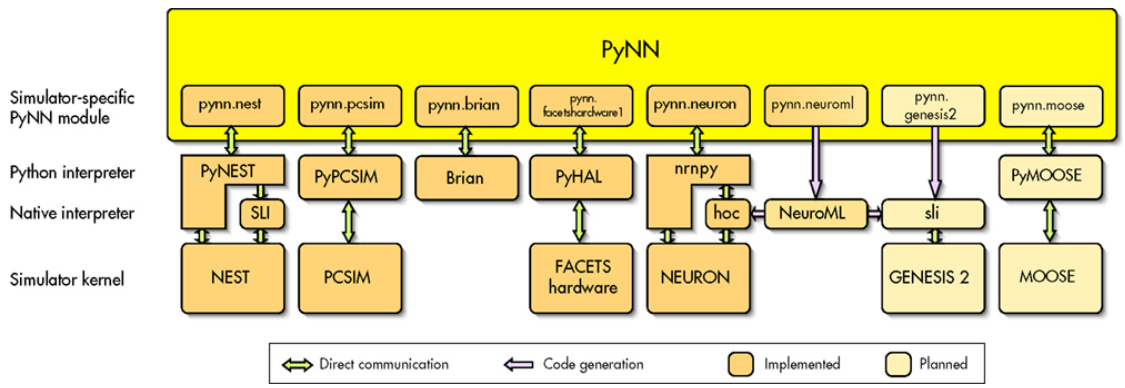 PyNN
Simulator-specific
PyNN module
pynn.nest
pynn.pcsim
pynn.brian
pynn.
facetshardware1
pynn.neuron
pynn.neuroml
pynn.
genesis2
pynn.moose
Python interpreter
PyNEST
PyPCSIM
Brian
PyHAL
nrnpy
PyMOOSE
Native interpreter
SLI
hoc
NeuroML
sli
Simulator kernel
NEST
PCSIM
FACETS
hardware
NEURON
GENESIS 2
MOOSE
Direct communication
Code generation
Implemented
Planned